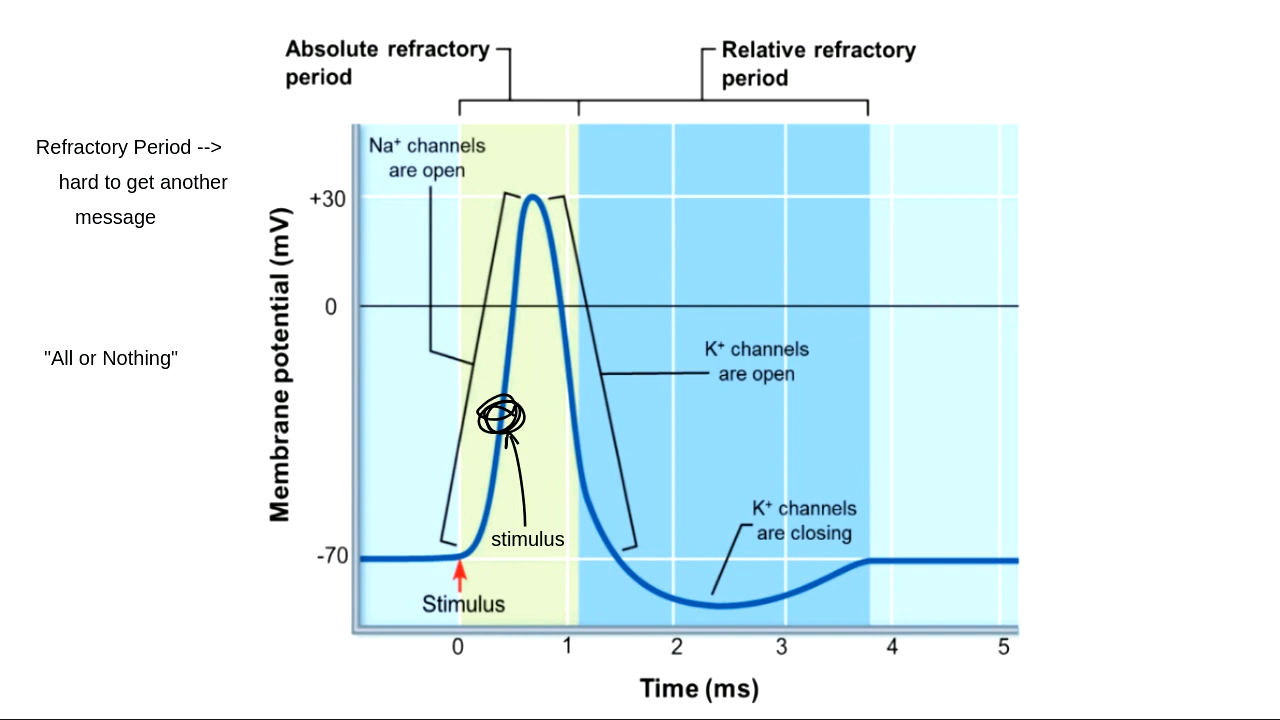 Absolute refractory
period
Relative refractory
period
Refractory Period -->
hard to get another
message
"All or Nothing"
Na⁺ channels
are open
+30
0
-70
Membrane potential (mV)
K⁺ channels
are open
K⁺ channels
are closing
stimulus
Stimulus
0 1 2 3 4 5
Time (ms)